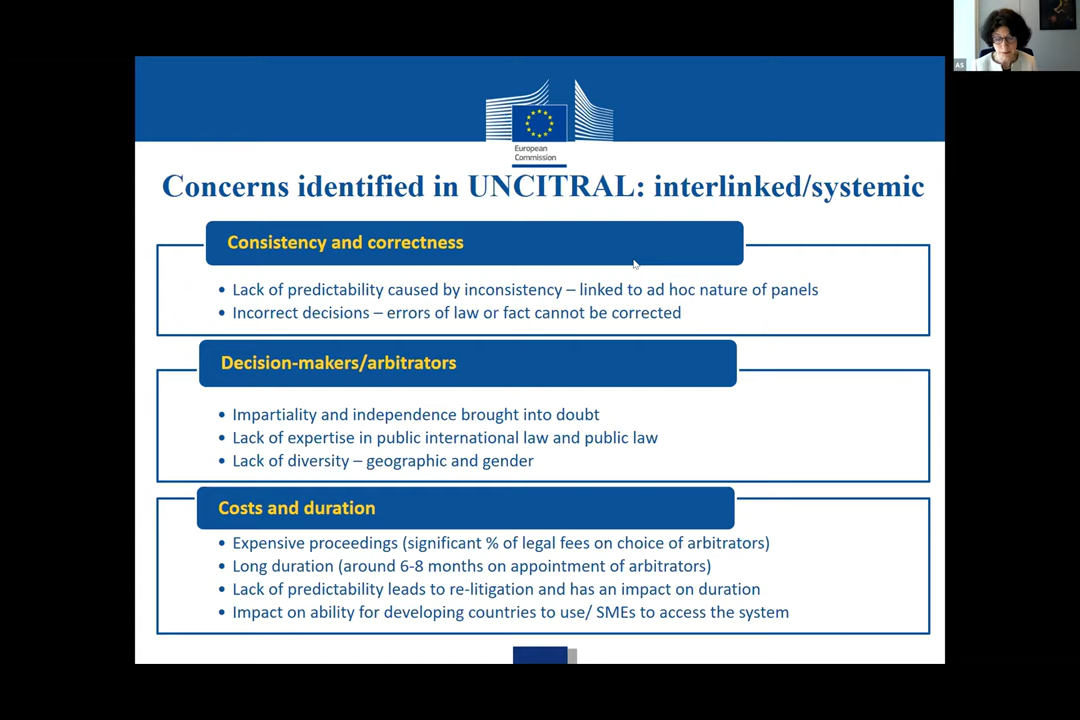 AS
European
Commission
Concerns identified in UNCITRAL: interlinked/systemic
Consistency and correctness
• Lack of predictability caused by inconsistency – linked to ad hoc nature of panels
• Incorrect decisions – errors of law or fact cannot be corrected
Decision-makers/arbitrators
• Impartiality and independence brought into doubt
• Lack of expertise in public international law and public law
• Lack of diversity – geographic and gender
Costs and duration
• Expensive proceedings (significant % of legal fees on choice of arbitrators)
• Long duration (around 6-8 months on appointment of arbitrators)
• Lack of predictability leads to re-litigation and has an impact on duration
• Impact on ability for developing countries to use/ SMEs to access the system